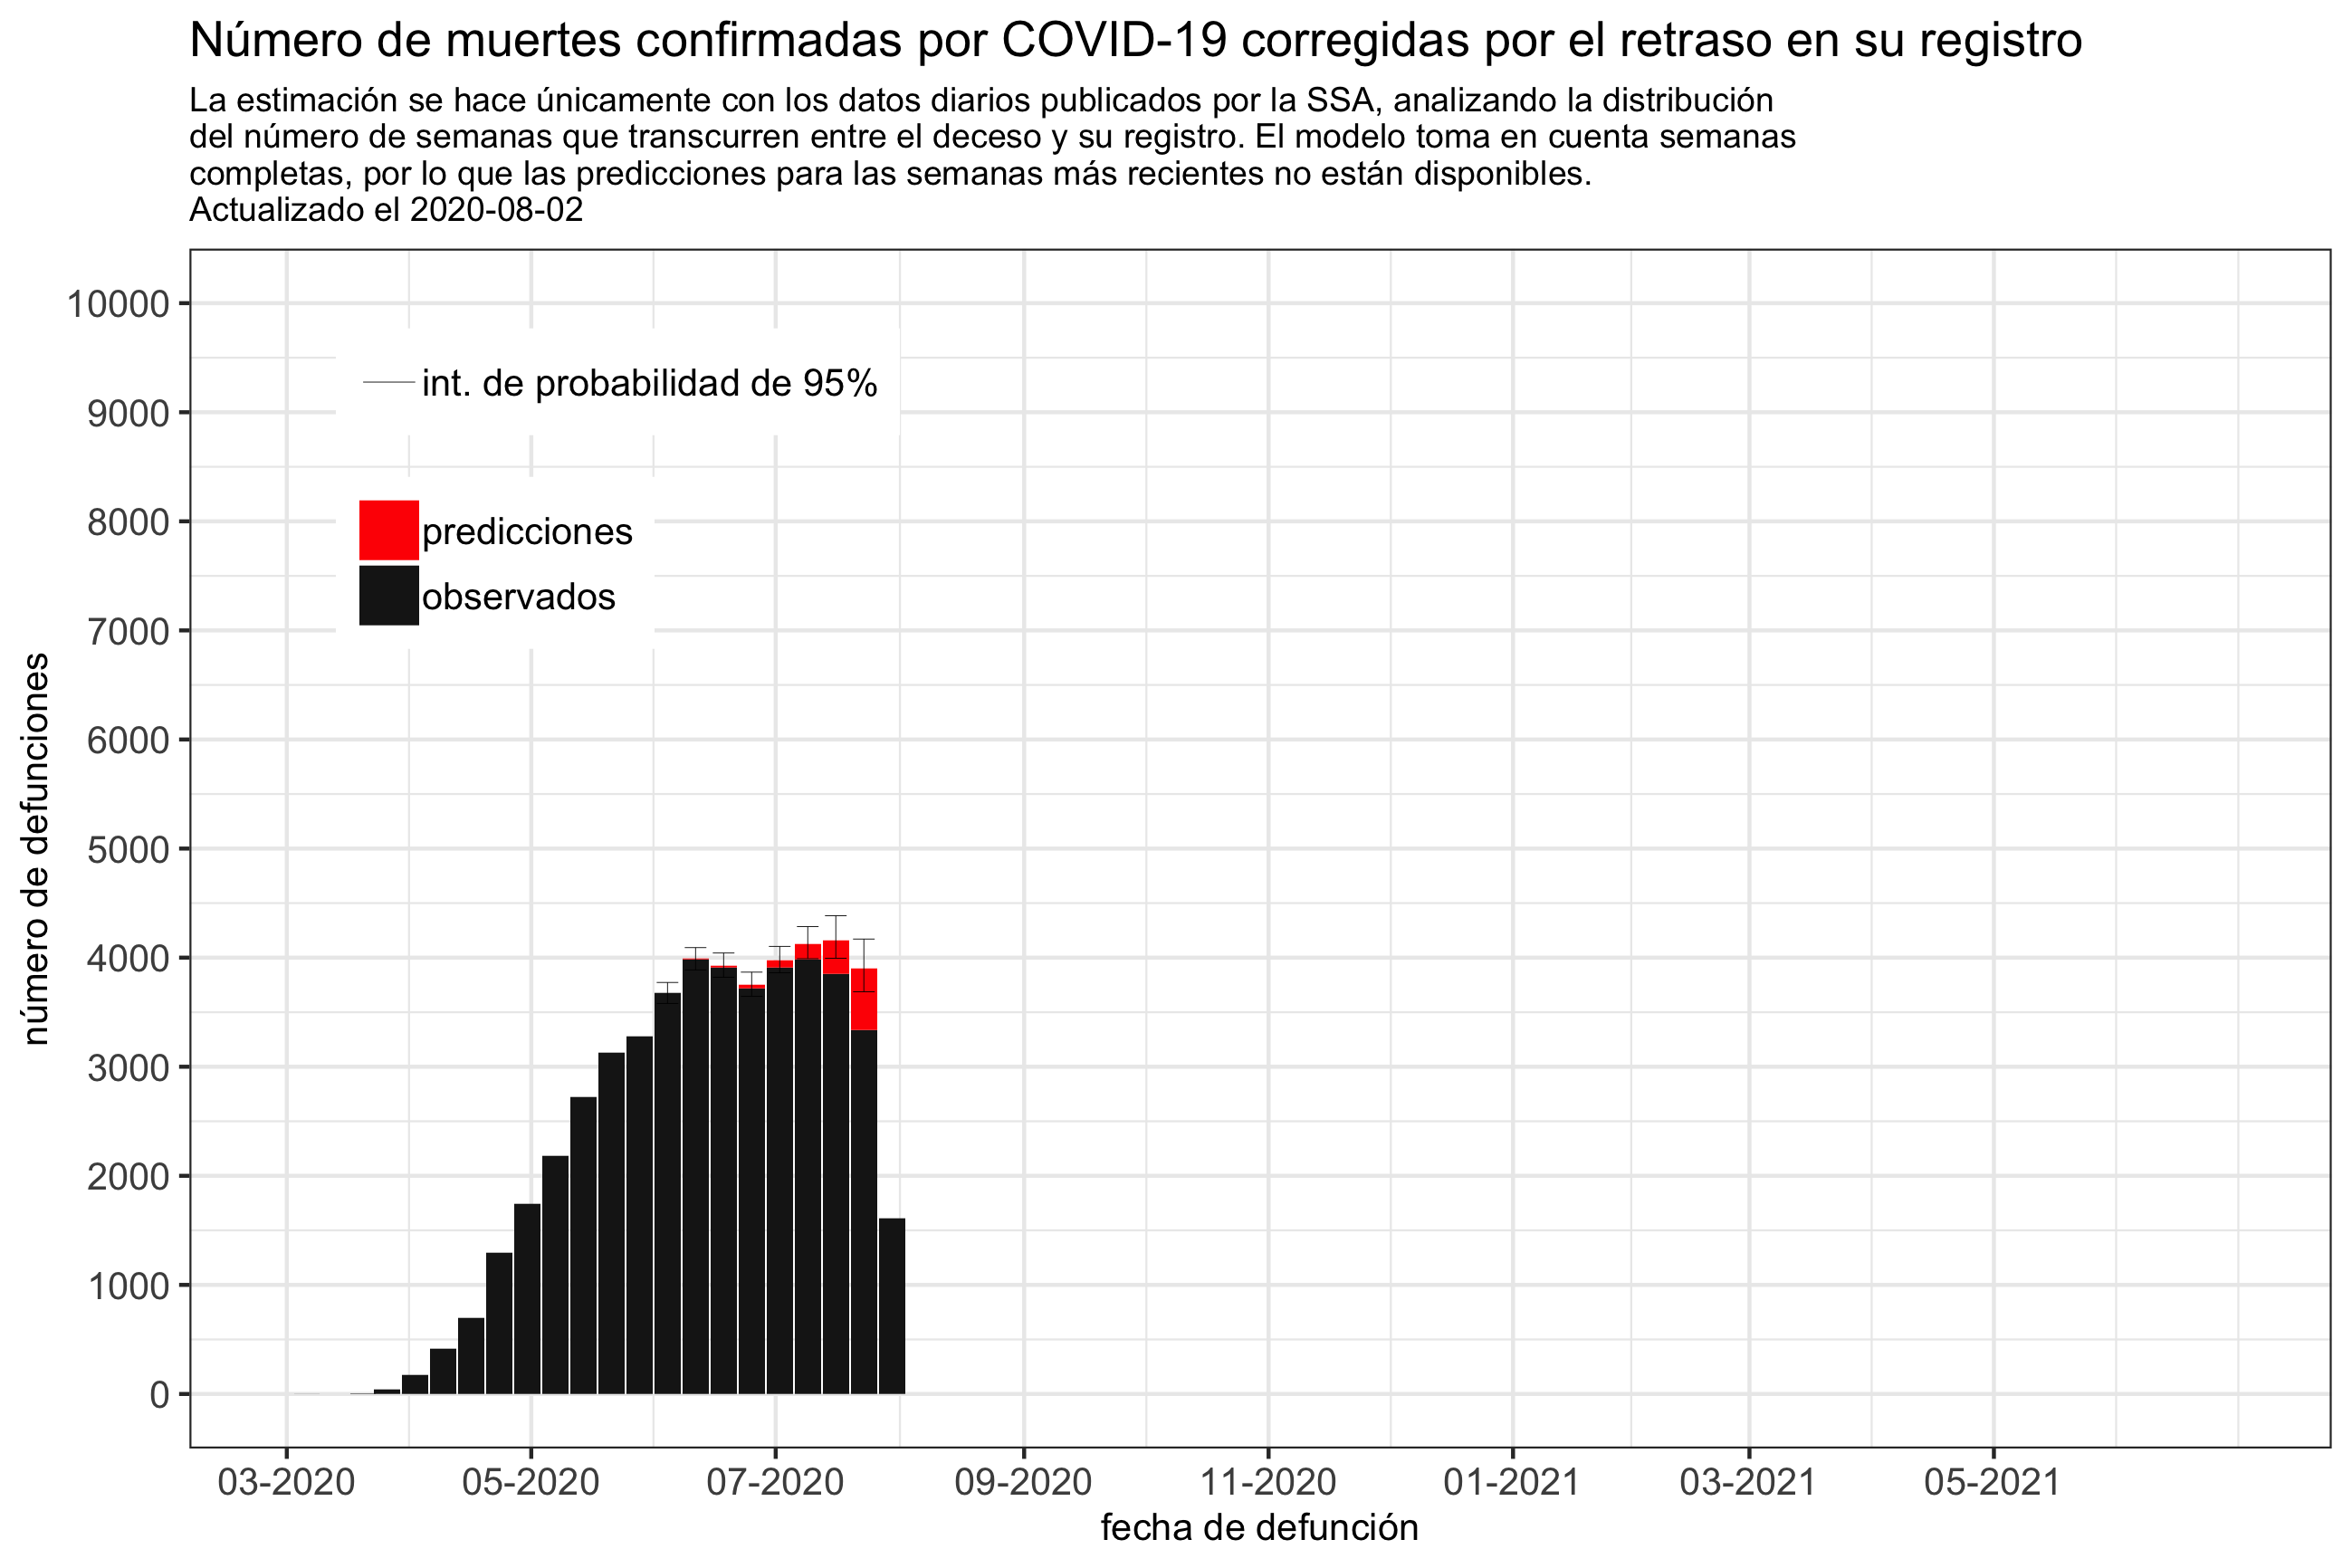 Número de muertes confirmadas por COVID-19 corregidas por el retraso en su registro
La estimación se hace únicamente con los datos diarios publicados por la SSA, analizando la distribución
del número de semanas que transcurren entre el deceso y su registro. El modelo toma en cuenta semanas
completas, por lo que las predicciones para las semanas más recientes no están disponibles.
Actualizado el 2020-08-02
número de defunciones
10000
9000
8000
7000
6000
5000
4000
3000
2000
1000
0
int. de probabilidad de 95%
predicciones
observados
03-2020 05-2020 07-2020 09-2020 11-2020 01-2021 03-2021 05-2021
fecha de defunción